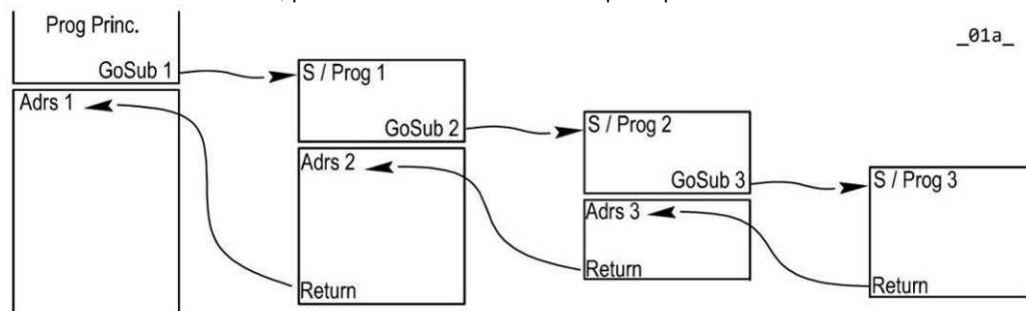 Prog Princ.
_01a_
GoSub 1
S / Prog 1
Adrs 1
GoSub 2
S / Prog 2
Adrs 2
GoSub 3
S / Prog 3
Adrs 3
Return
Return
Return